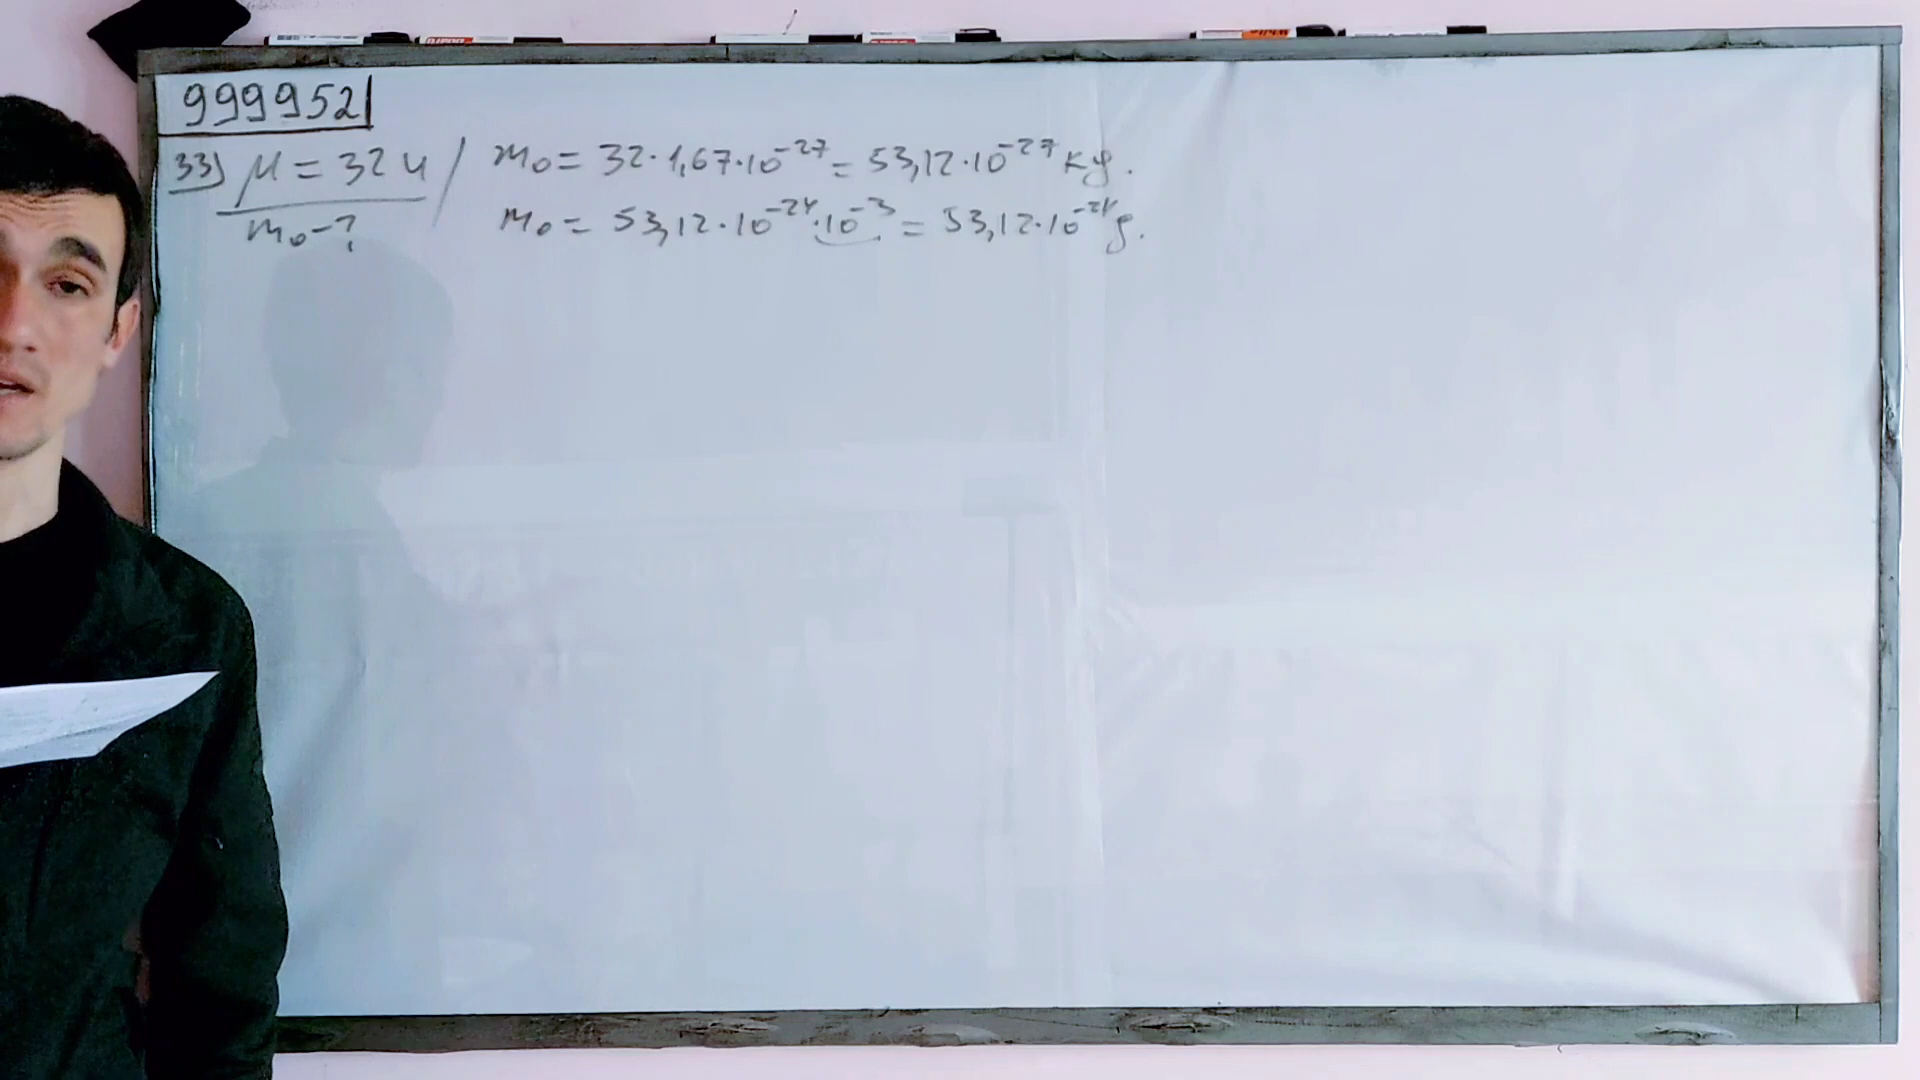 999952
33) μ = 32 u / m₀ = 32 · 1,67 · 10⁻²⁷ = 53,12 · 10⁻²⁷ kg.
m₀ - ? m₀ = 53,12 · 10⁻²⁴ · 10⁻³ = 53,12 · 10⁻²⁴ g.